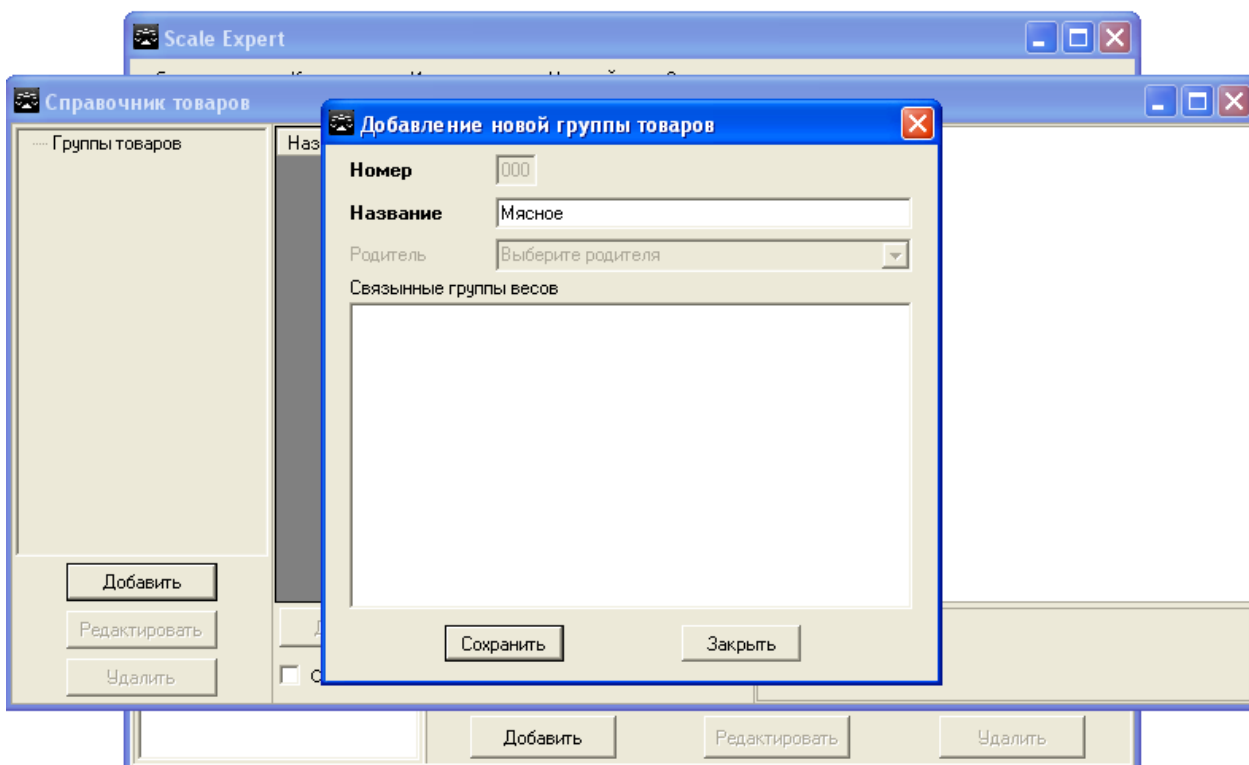 Scale Expert
Справочник товаров
Группы товаров
Добавление новой группы товаров
Номер 000
Название Мясное
Родитель Выберите родителя
Связынные группы весов
Добавить
Редактировать
Удалить
Сохранить Закрыть
Добавить Редактировать Удалить